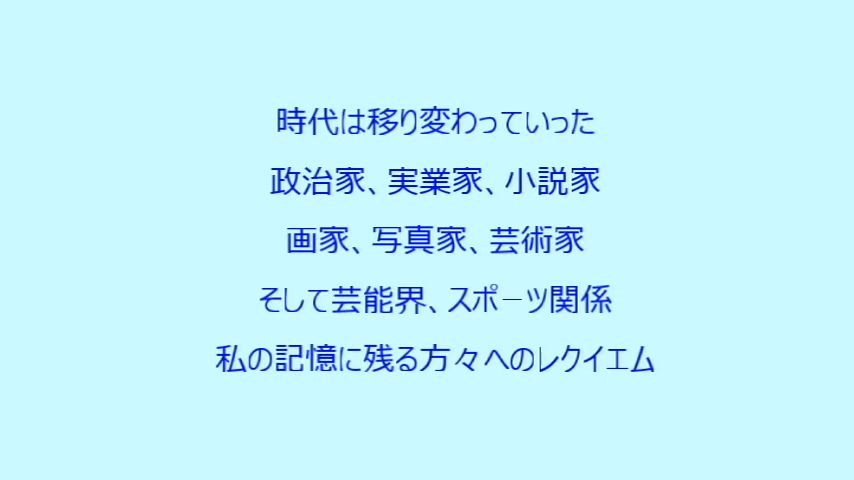 時代は移り変わっていった
政治家、実業家、小説家
画家、写真家、芸術家
そして芸能界、スポーツ関係
私の記憶に残る方々へのレクイエム